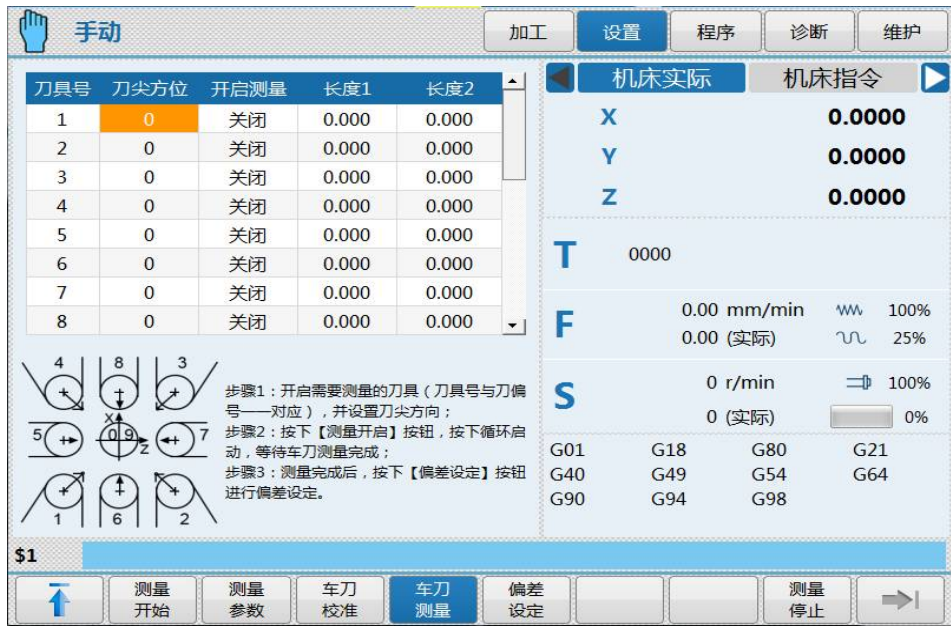 手动
加工
设置
程序
诊断
维护
刀具号 刀尖方位 开启测量 长度1 长度2
1 0 关闭 0.000 0.000
2 0 关闭 0.000 0.000
3 0 关闭 0.000 0.000
4 0 关闭 0.000 0.000
5 0 关闭 0.000 0.000
6 0 关闭 0.000 0.000
7 0 关闭 0.000 0.000
8 0 关闭 0.000 0.000
4 8 3
X
5 0 9 Z 7
1 6 2
步骤1：开启需要测量的刀具（刀具号与刀偏
号一一对应），并设置刀尖方向；
步骤2：按下【测量开启】按钮，按下循环启
动，等待车刀测量完成；
步骤3：测量完成后，按下【偏差设定】按钮
进行偏差设定。
机床实际 机床指令
X 0.0000
Y 0.0000
Z 0.0000
T 0000
F 0.00 mm/min 100%
0.00 (实际) 25%
S 0 r/min 100%
0 (实际) 0%
G01 G18 G80 G21
G40 G49 G54 G64
G90 G94 G98
$1
测量
开始
测量
参数
车刀
校准
车刀
测量
偏差
设定
测量
停止